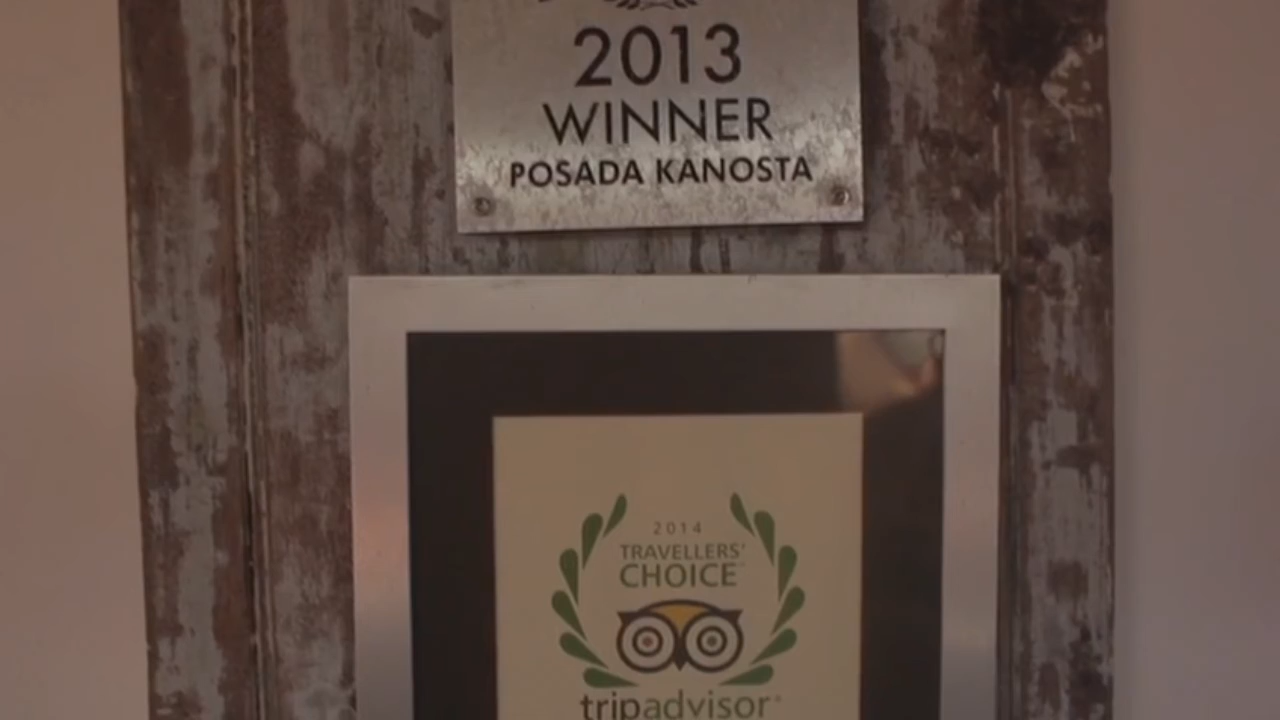 2013
WINNER
POSADA KANOSTA
2014
TRAVELLERS'
CHOICE
tripadvisor